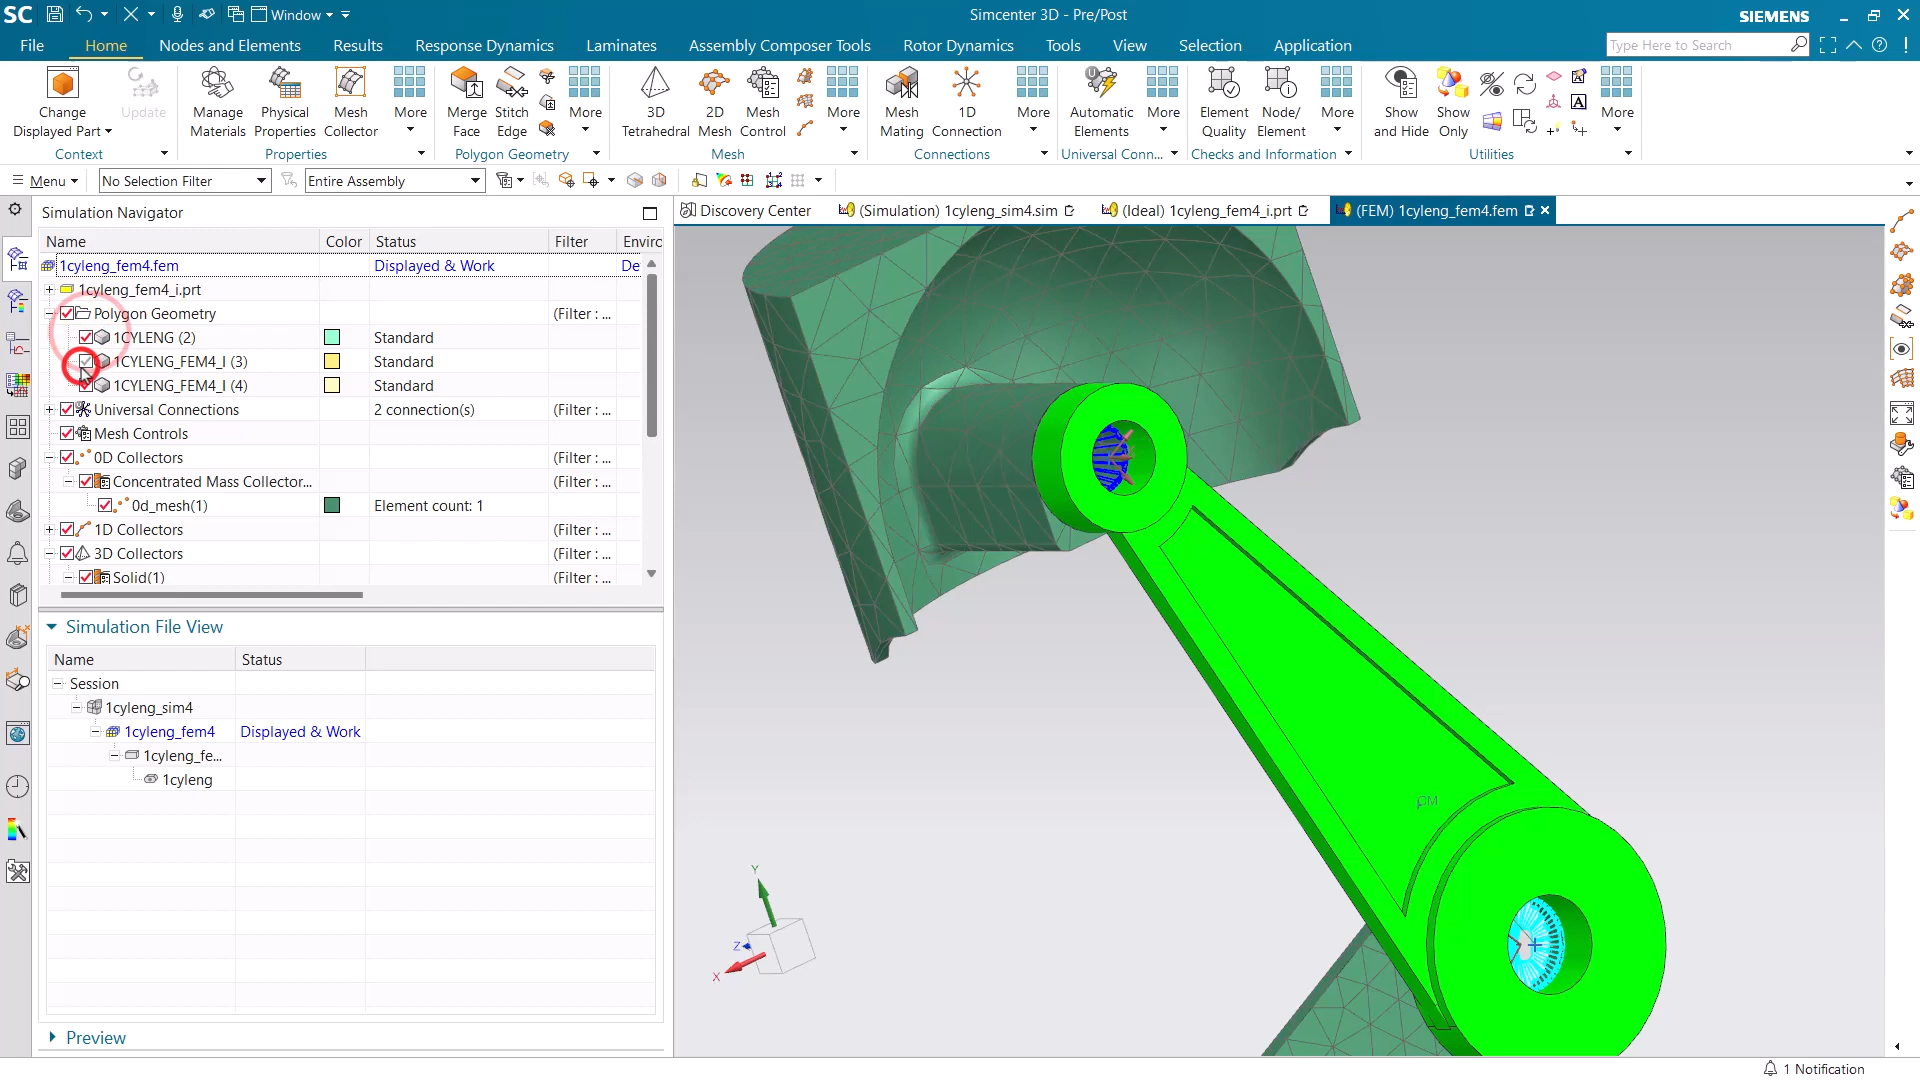 SC Window Simcenter 3D - Pre/Post SIEMENS
File Home Nodes and Elements Results Response Dynamics Laminates Assembly Composer Tools Rotor Dynamics Tools View Selection Application Type Here to Search
Change Displayed Part Update Manage Materials Physical Properties Mesh Collector More Merge Face Stitch Edge More 3D Tetrahedral 2D Mesh Mesh Control More Mesh Mating 1D Connection More Automatic Elements More Element Quality Node/ Element More Show and Hide Show Only More
Context Properties Polygon Geometry Mesh Connections Universal Conn... Checks and Information Utilities
Menu No Selection Filter Entire Assembly
Simulation Navigator
Discovery Center (Simulation) 1cyleng_sim4.sim (Ideal) 1cyleng_fem4_i.prt (FEM) 1cyleng_fem4.fem
Name Color Status Filter Enviro
1cyleng_fem4.fem Displayed & Work De
1cyleng_fem4_i.prt
Polygon Geometry (Filter : ...
1CYLENG (2) Standard
1CYLENG_FEM4_I (3) Standard
1CYLENG_FEM4_I (4) Standard
Universal Connections 2 connection(s) (Filter : ...
Mesh Controls
0D Collectors (Filter : ...
Concentrated Mass Collector...
0d_mesh(1) Element count: 1
1D Collectors (Filter : ...
3D Collectors (Filter : ...
Solid(1) (Filter : ...
Simulation File View
Name Status
Session
1cyleng_sim4
1cyleng_fem4 Displayed & Work
1cyleng_fe...
1cyleng
Preview
Y
Z
X
1 Notification